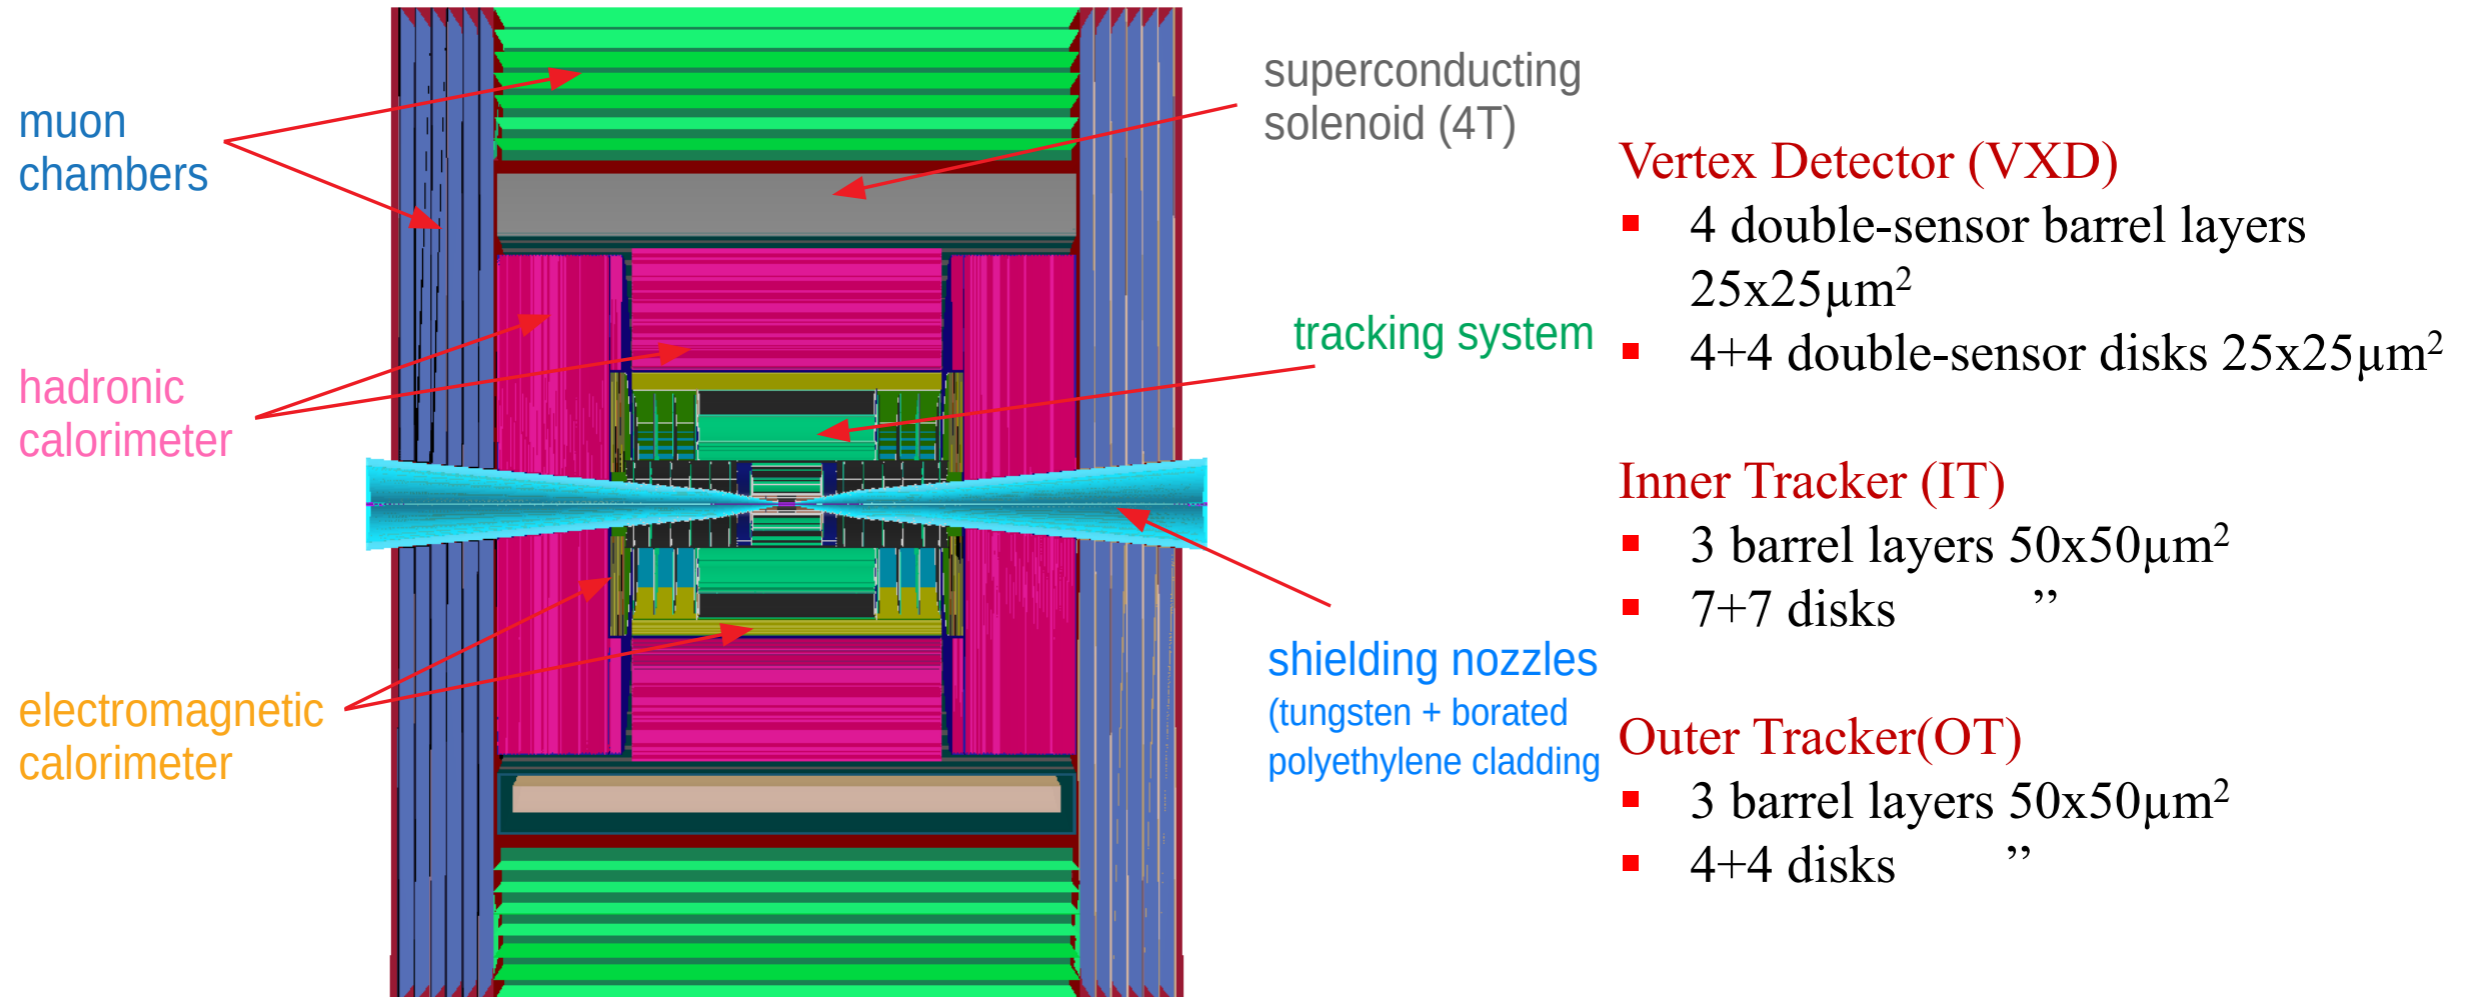 muon
chambers
hadronic
calorimeter
electromagnetic
calorimeter
superconducting
solenoid (4T)
tracking system
shielding nozzles
(tungsten + borated
polyethylene cladding
Vertex Detector (VXD)
▪ 4 double-sensor barrel layers
25x25µm²
▪ 4+4 double-sensor disks 25x25µm²
Inner Tracker (IT)
▪ 3 barrel layers 50x50µm²
▪ 7+7 disks ”
Outer Tracker(OT)
▪ 3 barrel layers 50x50µm²
▪ 4+4 disks ”